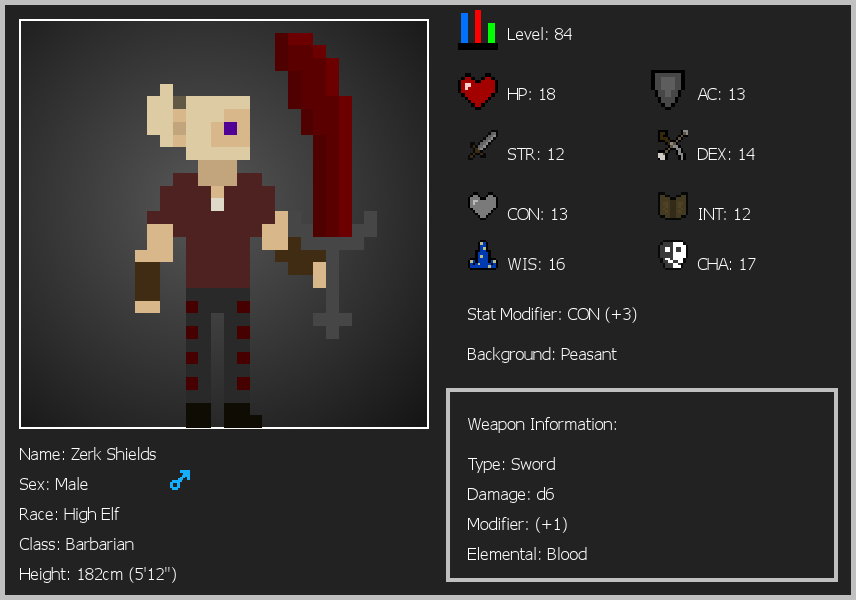 Level: 84
HP: 18
AC: 13
STR: 12
DEX: 14
CON: 13
INT: 12
WIS: 16
CHA: 17
Stat Modifier: CON (+3)
Background: Peasant
Weapon Information:
Type: Sword
Damage: d6
Modifier: (+1)
Elemental: Blood
Name: Zerk Shields
Sex: Male
Race: High Elf
Class: Barbarian
Height: 182cm (5'12")